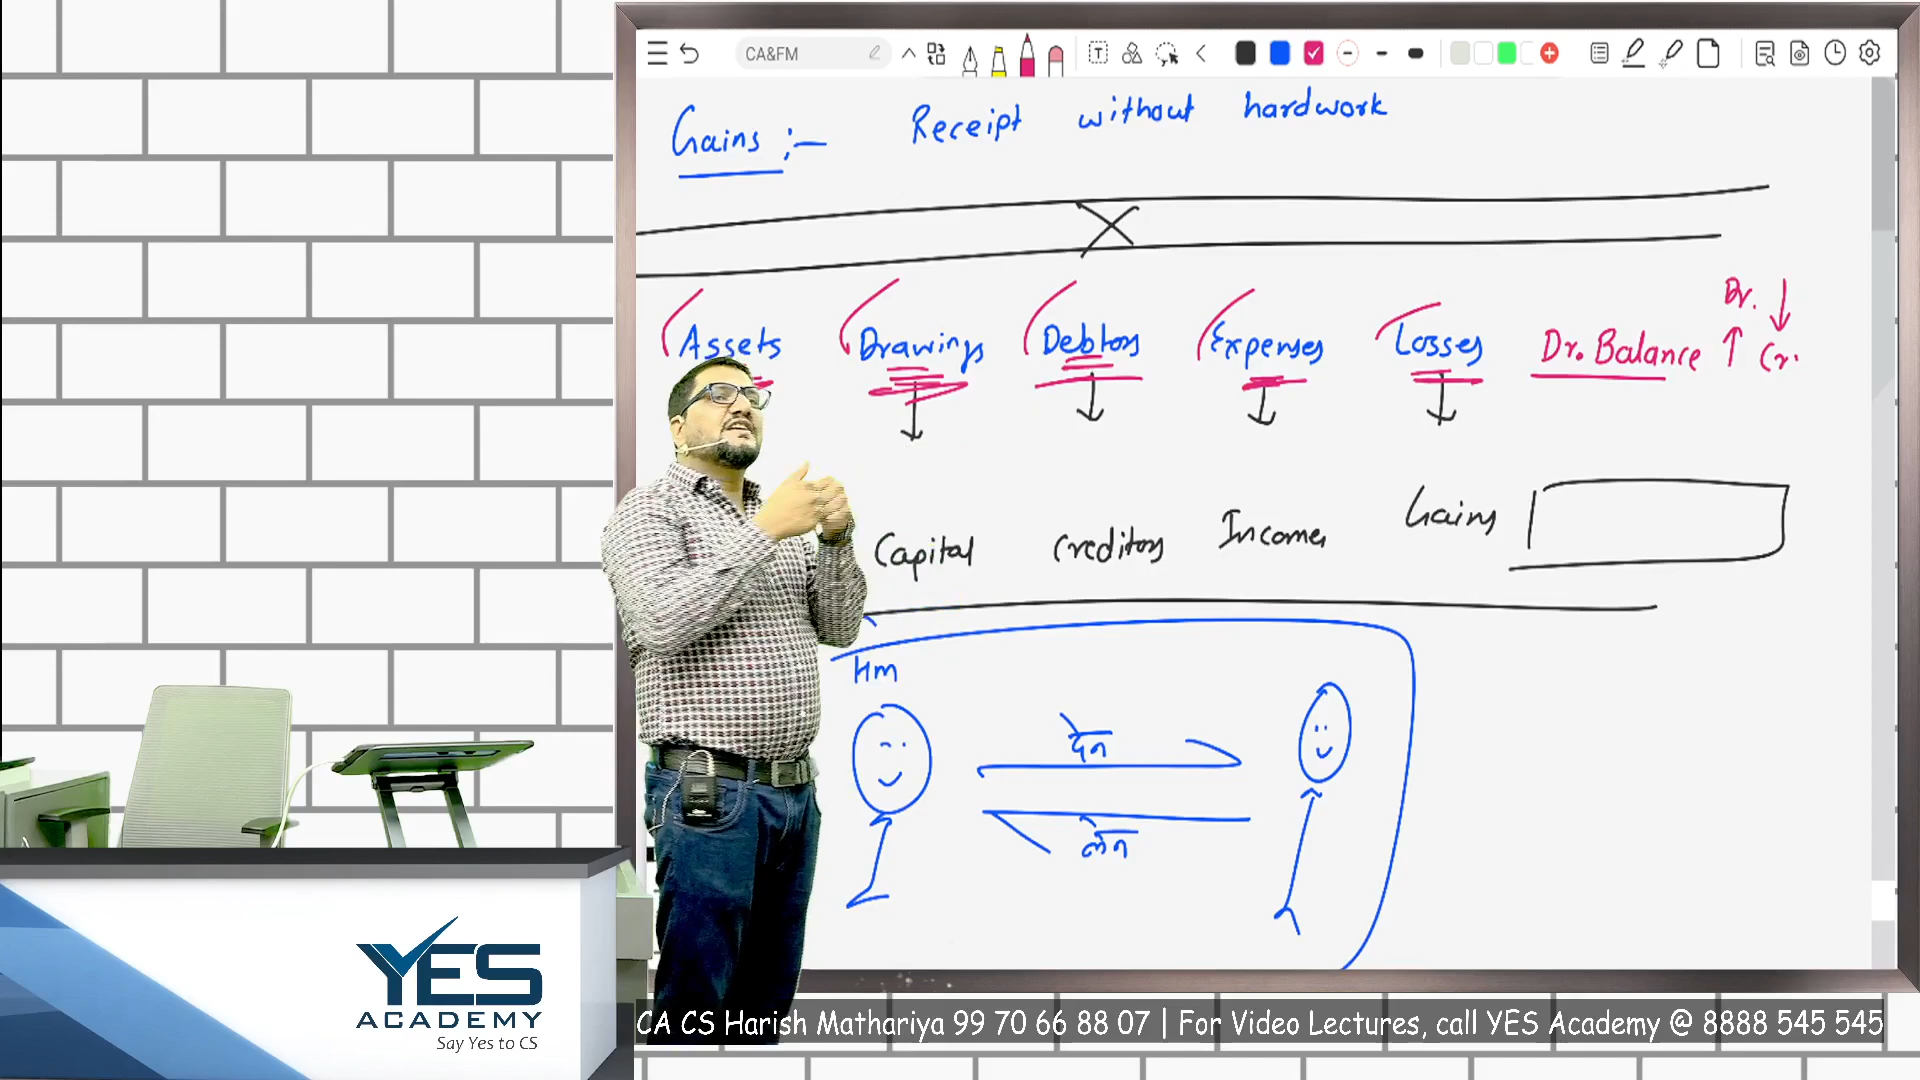 CA&FM
T
Gains :- Receipt without hardwork
Assets Drawings Debtors Expenses Losses Dr. Balance Dr. ↓
↑ Cr.
Capital Creditors Incomes Gains
Hm
देन
लेन
YES
ACADEMY
Say Yes to CS
CA CS Harish Mathariya 99 70 66 88 07 | For Video Lectures, call YES Academy @ 8888 545 545